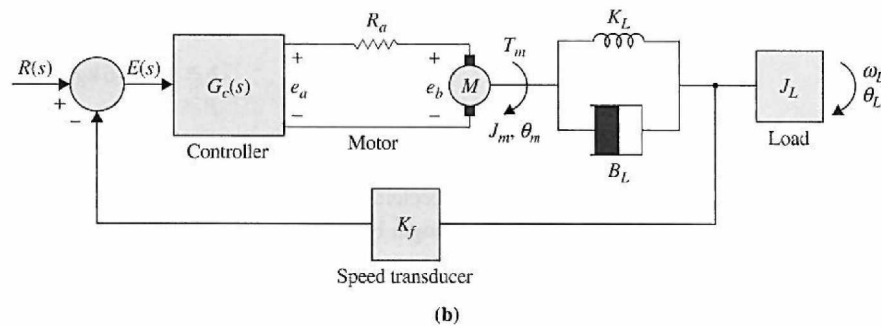 R(s)
+
−
E(s)
G_c(s)
Controller
+
e_a
−
R_a
+
e_b
−
M
Motor
T_m
J_m, θ_m
K_L
B_L
J_L
Load
ω_L
θ_L
K_f
Speed transducer
(b)